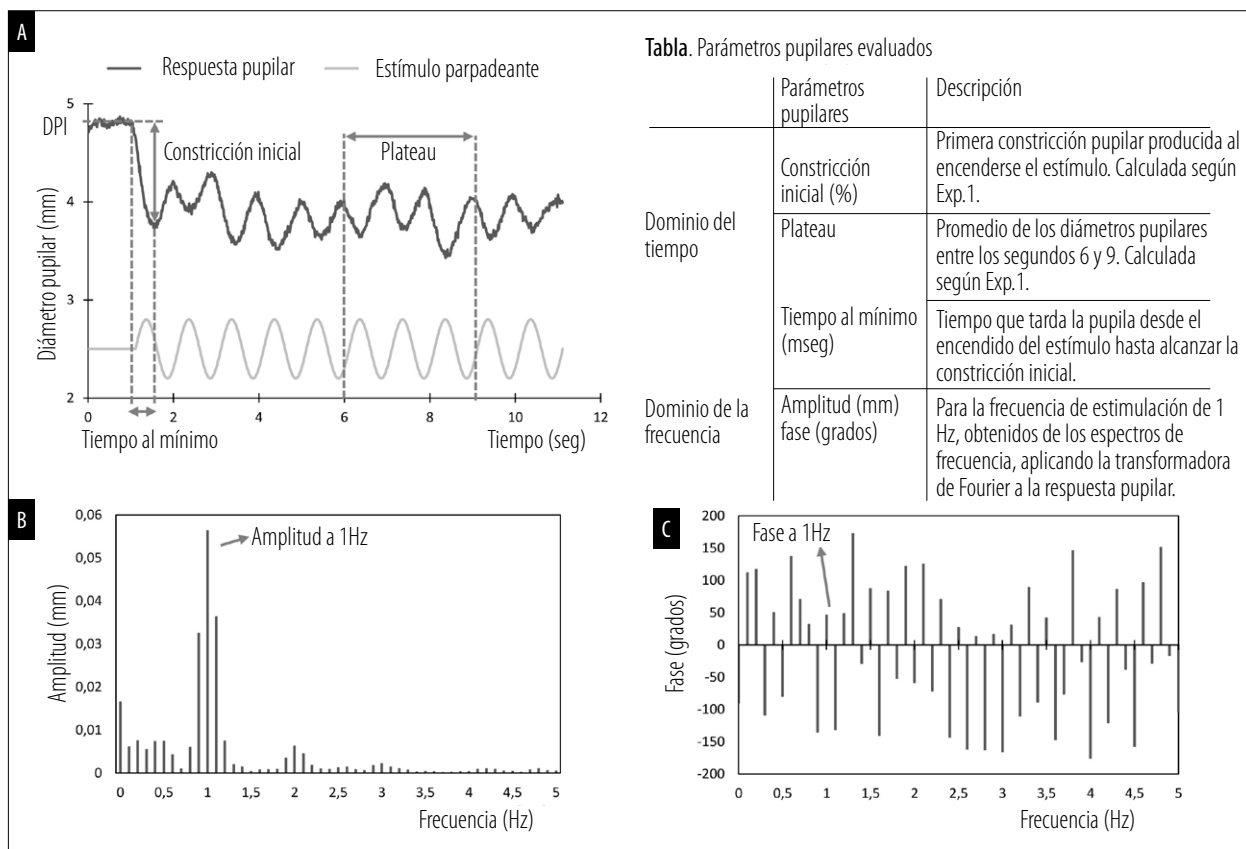 A
Respuesta pupilar
Estímulo parpadeante
5
DPI
4
3
2
Diámetro pupilar (mm)
Constricción inicial
Plateau
0 2 4 6 8 10 12
Tiempo al mínimo
Tiempo (seg)
Tabla. Parámetros pupilares evaluados
Parámetros
pupilares
Descripción
Dominio del
tiempo
Constricción
inicial (%)
Primera constricción pupilar producida al
encenderse el estímulo. Calculada según
Exp.1.
Plateau
Promedio de los diámetros pupilares
entre los segundos 6 y 9. Calculada
según Exp.1.
Tiempo al mínimo
(mseg)
Tiempo que tarda la pupila desde el
encendido del estímulo hasta alcanzar la
constricción inicial.
Dominio de la
frecuencia
Amplitud (mm)
fase (grados)
Para la frecuencia de estimulación de 1
Hz, obtenidos de los espectros de
frecuencia, aplicando la transformadora
de Fourier a la respuesta pupilar.
B
0,06
0,05
0,04
0,03
0,02
0,01
0
Amplitud (mm)
Amplitud a 1Hz
0 0,5 1 1,5 2 2,5 3 3,5 4 4,5 5
Frecuencia (Hz)
C
200
150
100
50
0
-50
-100
-150
-200
Fase (grados)
Fase a 1Hz
0 0,5 1 1,5 2 2,5 3 3,5 4 4,5 5
Frecuencia (Hz)